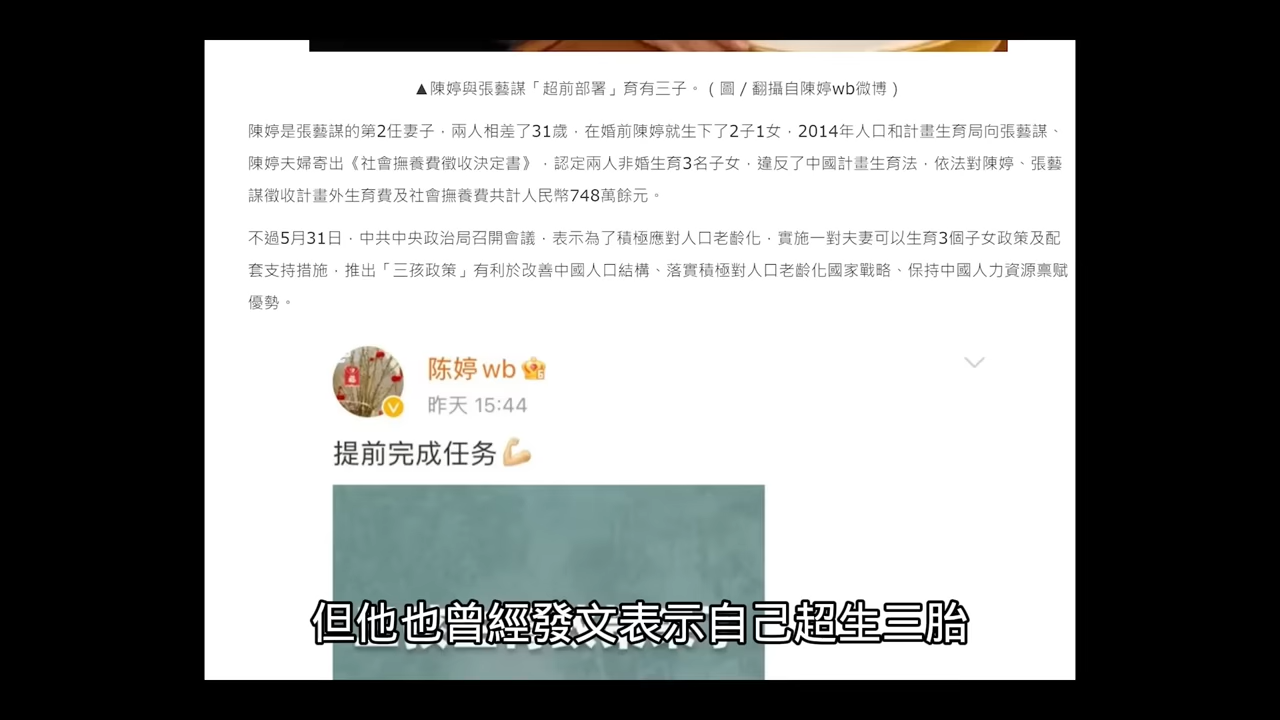 ▲陳婷與張藝謀「超前部署」育有三子。（圖／翻攝自陳婷wb微博）
陳婷是張藝謀的第2任妻子，兩人相差了31歲，在婚前陳婷就生下了2子1女，2014年人口和計畫生育局向張藝謀、
陳婷夫婦寄出《社會撫養費徵收決定書》，認定兩人非婚生育3名子女，違反了中國計畫生育法，依法對陳婷、張藝
謀徵收計畫外生育費及社會撫養費共計人民幣748萬餘元。
不過5月31日，中共中央政治局召開會議，表示為了積極應對人口老齡化，實施一對夫妻可以生育3個子女政策及配
套支持措施，推出「三孩政策」有利於改善中國人口結構、落實積極對人口老齡化國家戰略、保持中國人力資源禀賦
優勢。
陈婷wb
昨天 15:44
提前完成任务💪
但他也曾經發文表示自己超生三胎